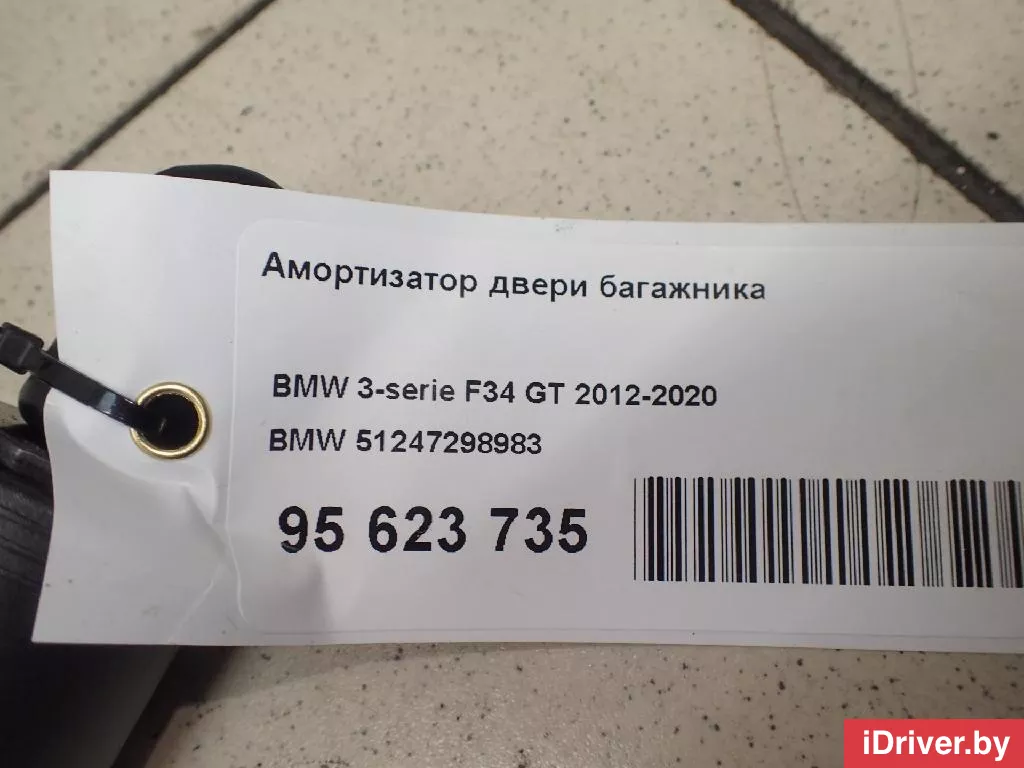 Амортизатор двери багажника
BMW 3-serie F34 GT 2012-2020
BMW 51247298983
95 623 735
iDriver.by